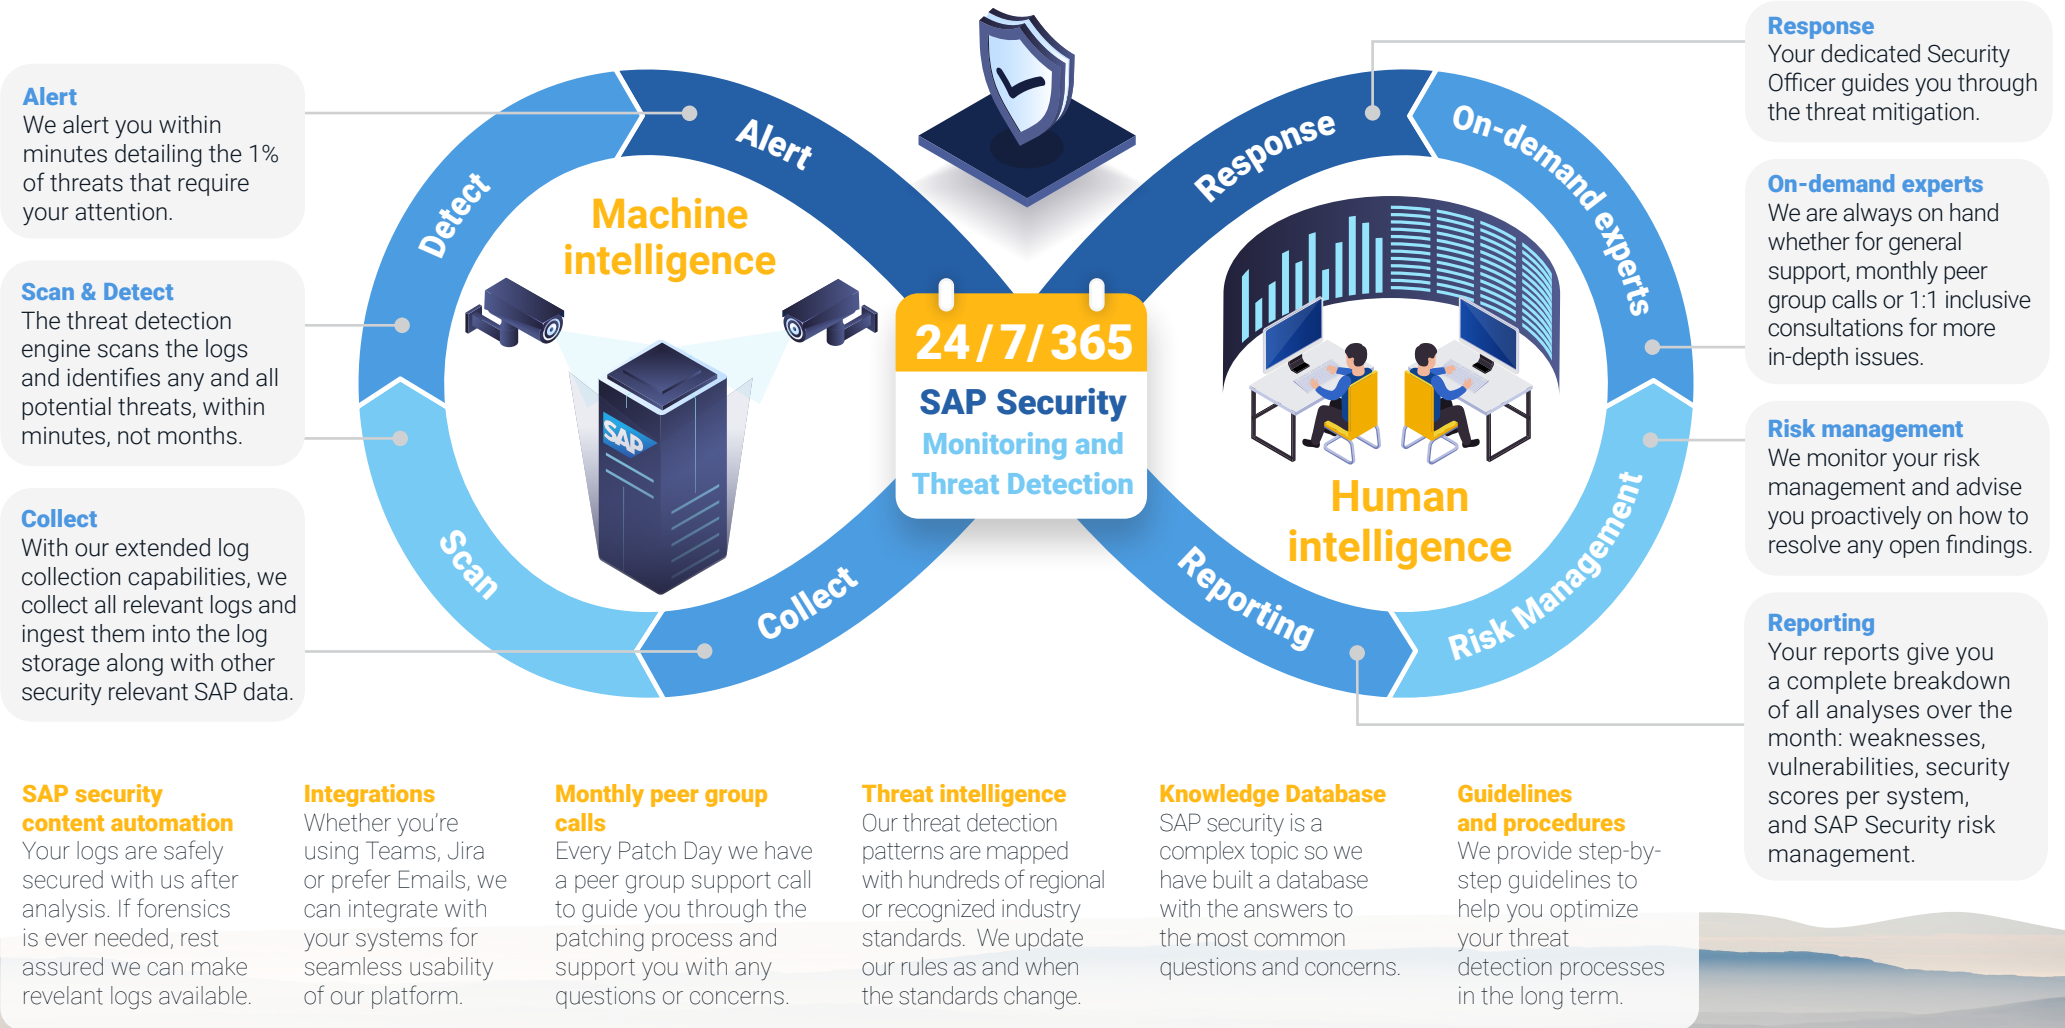 Alert
We alert you within
minutes detailing the 1%
of threats that require
your attention.
Scan & Detect
The threat detection
engine scans the logs
and identifies any and all
potential threats, within
minutes, not months.
Collect
With our extended log
collection capabilities, we
collect all relevant logs and
ingest them into the log
storage along with other
security relevant SAP data.
Alert
Detect
Scan
Collect
Machine
intelligence
SAP
24/7/365
SAP Security
Monitoring and
Threat Detection
Response
On-demand experts
Risk Management
Reporting
Human
intelligence
Response
Your dedicated Security
Officer guides you through
the threat mitigation.
On-demand experts
We are always on hand
whether for general
support, monthly peer
group calls or 1:1 inclusive
consultations for more
in-depth issues.
Risk management
We monitor your risk
management and advise
you proactively on how to
resolve any open findings.
Reporting
Your reports give you
a complete breakdown
of all analyses over the
month: weaknesses,
vulnerabilities, security
scores per system,
and SAP Security risk
management.
SAP security
content automation
Your logs are safely
secured with us after
analysis. If forensics
is ever needed, rest
assured we can make
revelant logs available.
Integrations
Whether you're
using Teams, Jira
or prefer Emails, we
can integrate with
your systems for
seamless usability
of our platform.
Monthly peer group
calls
Every Patch Day we have
a peer group support call
to guide you through the
patching process and
support you with any
questions or concerns.
Threat intelligence
Our threat detection
patterns are mapped
with hundreds of regional
or recognized industry
standards. We update
our rules as and when
the standards change.
Knowledge Database
SAP security is a
complex topic so we
have built a database
with the answers to
the most common
questions and concerns.
Guidelines
and procedures
We provide step-by-
step guidelines to
help you optimize
your threat
detection processes
in the long term.